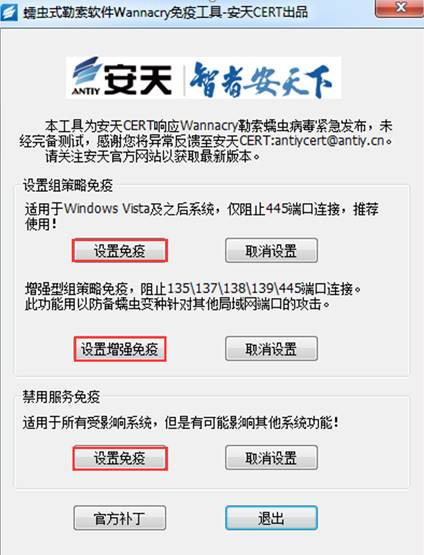 蠕虫式勒索软件Wannacry免疫工具-安天CERT出品
ANTIY 安天 智者安天下
本工具为安天CERT响应Wannacry勒索蠕虫病毒紧急发布，未
经完备测试，感谢您将异常反馈至安天CERT:antiycert@antiy.cn。
请关注安天官方网站以获取最新版本。
设置组策略免疫
适用于Windows Vista及之后系统，仅阻止445端口连接，推荐
使用！
设置免疫 取消设置
增强型组策略免疫，阻止135\137\138\139\445端口连接。
此功能用以防备蠕虫变种针对其他局域网端口的攻击。
设置增强免疫 取消设置
禁用服务免疫
适用于所有受影响系统，但是有可能影响其他系统功能！
设置免疫 取消设置
官方补丁 退出